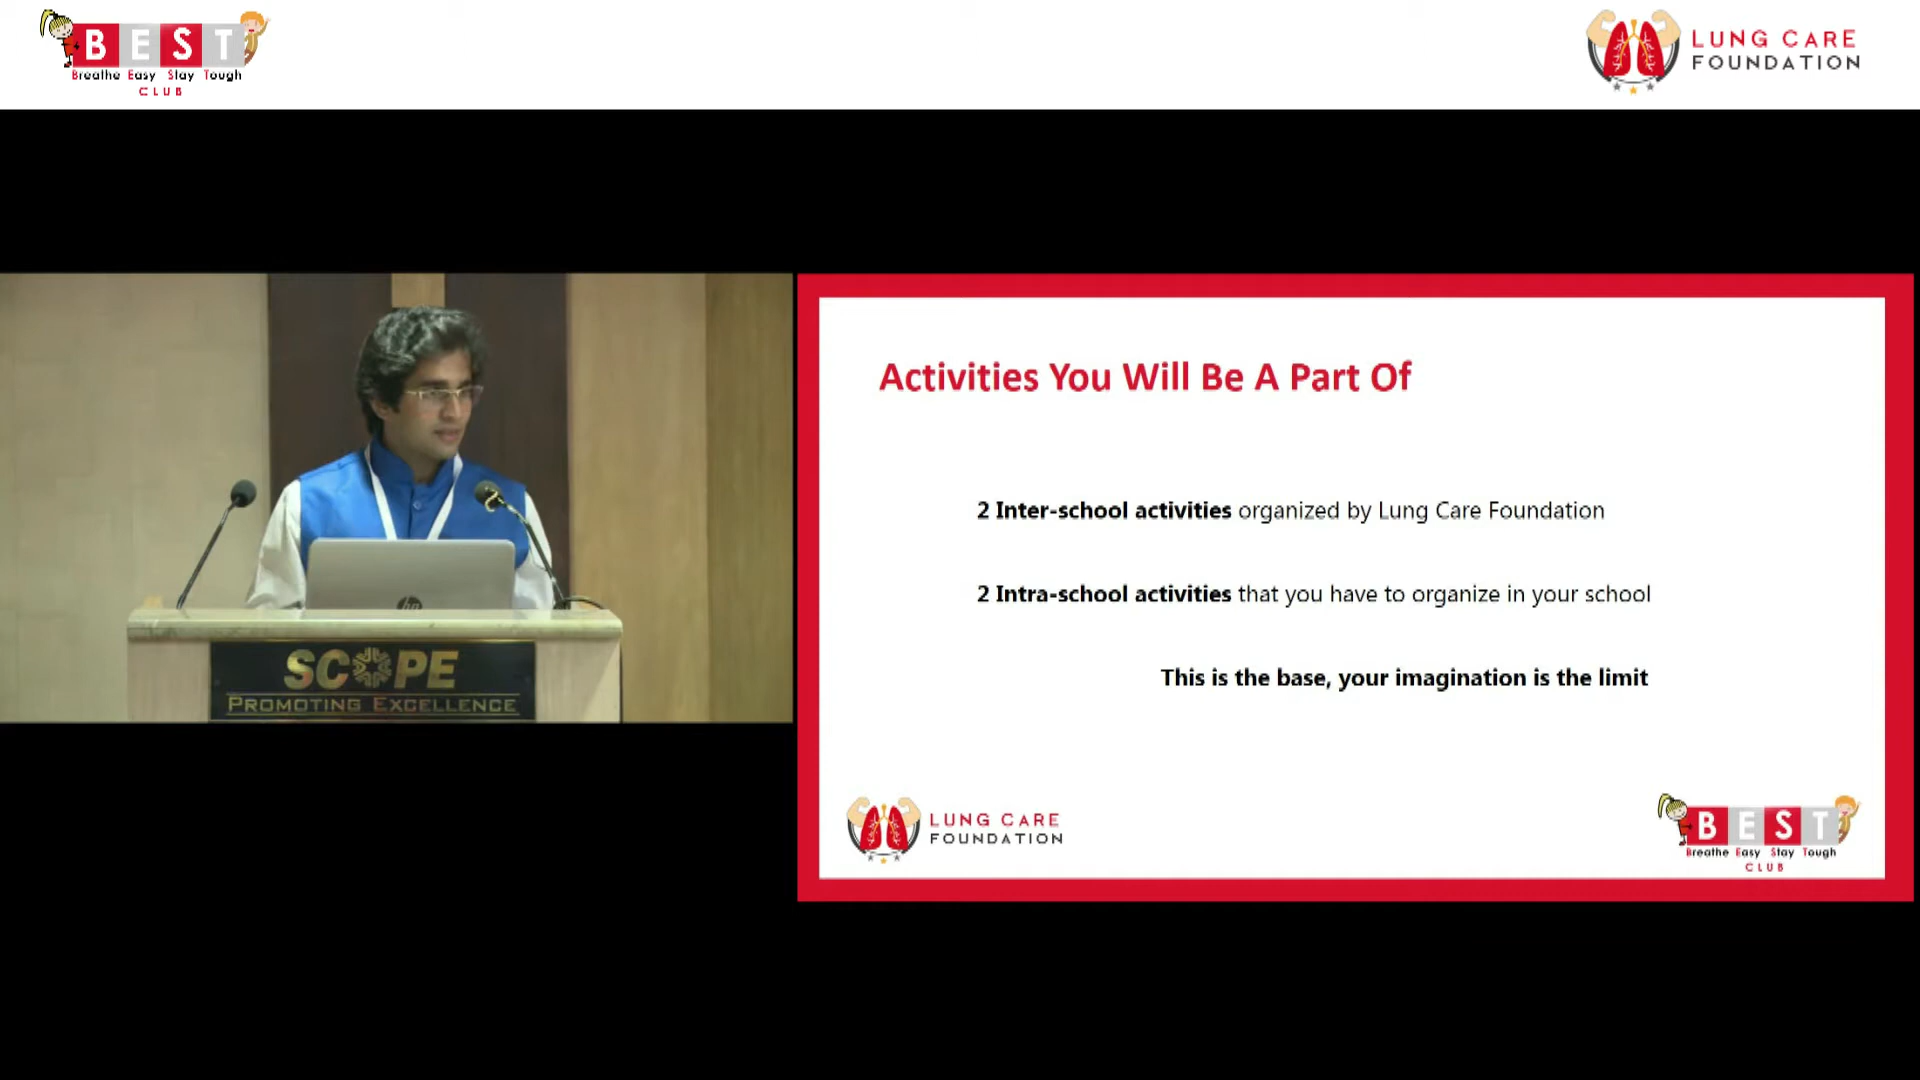 BEST
Breathe Easy Stay Tough
CLUB
LUNG CARE
FOUNDATION
SCOPE
PROMOTING EXCELLENCE
hp
Activities You Will Be A Part Of
2 Inter-school activities organized by Lung Care Foundation
2 Intra-school activities that you have to organize in your school
This is the base, your imagination is the limit
LUNG CARE
FOUNDATION
BEST
Breathe Easy Stay Tough
CLUB